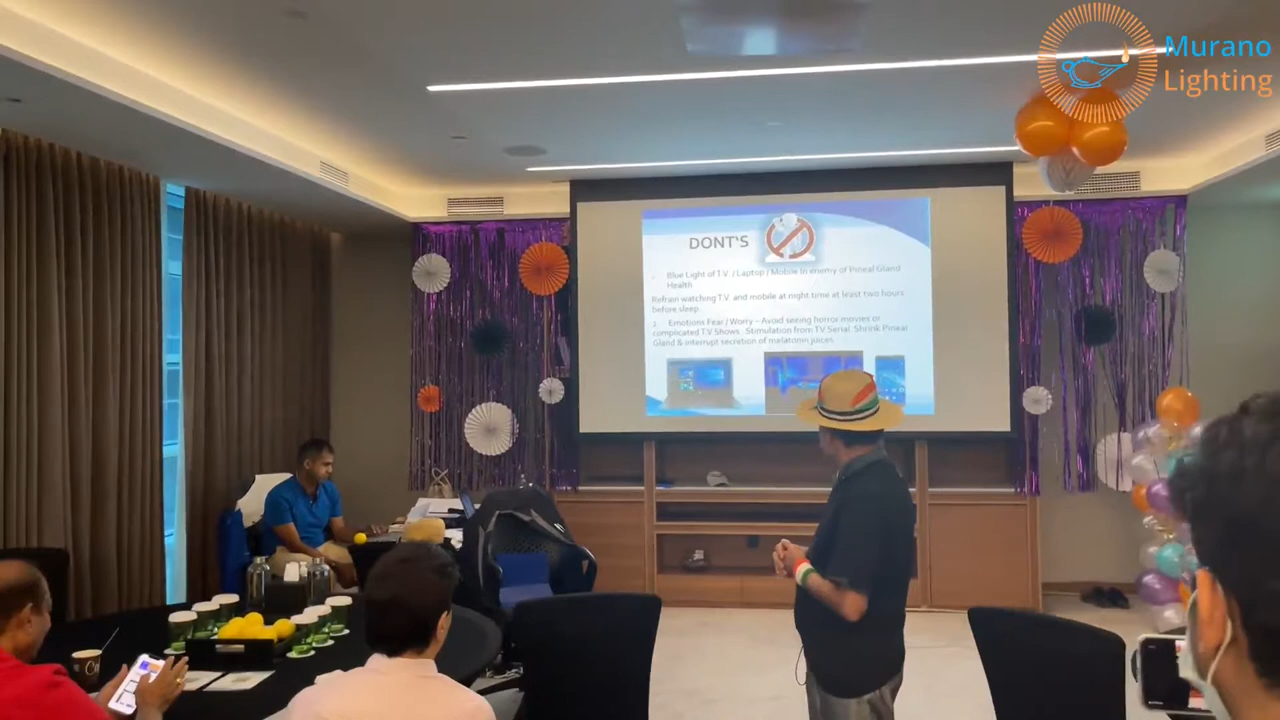 Murano
Lighting
DONT'S
Blue Light of T.V. / Laptop / Mobile In enemy of Pineal Gland
Health
Refrain watching T.V. and mobile at night time at least two hours
before sleep.
2. Emotions Fear / Worry – Avoid seeing horror movies or
complicated T.V Shows . Stimulation from TV Serial. Shrink Pineal
Gland & interrupt secretion of melatonin juices.